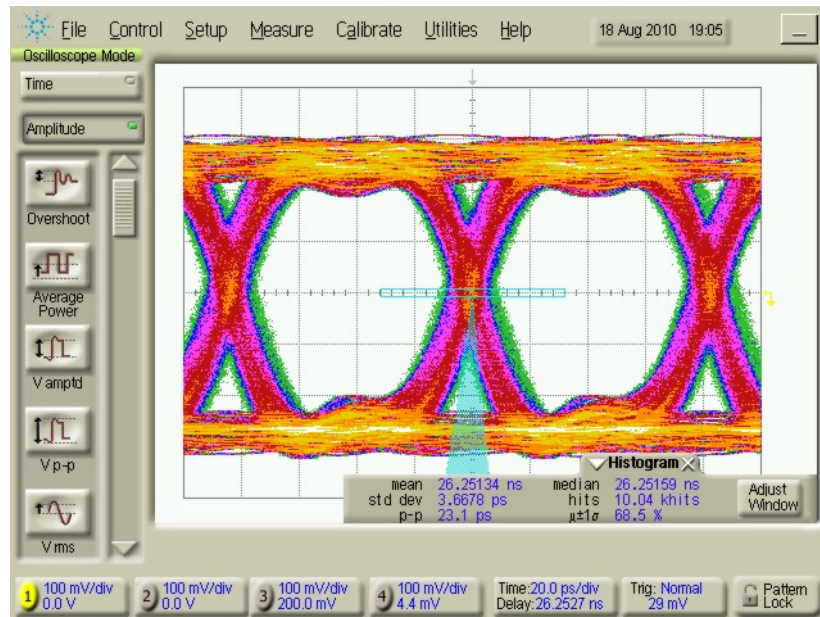 File Control Setup Measure Calibrate Utilities Help 18 Aug 2010 19:05
Oscilloscope Mode
Time
Amplitude
Overshoot
Average
Power
V amptd
V p-p
V rms
Histogram
mean 26.25134 ns median 26.25159 ns
std dev 3.6678 ps hits 10.04 khits
p-p 23.1 ps µ±1σ 68.5 %
Adjust
Window
1 100 mV/div
0.0 V
2 100 mV/div
0.0 V
3 100 mV/div
200.0 mV
4 100 mV/div
4.4 mV
Time:20.0 ps/div
Delay:26.2527 ns
Trig: Normal
29 mV
Pattern
Lock